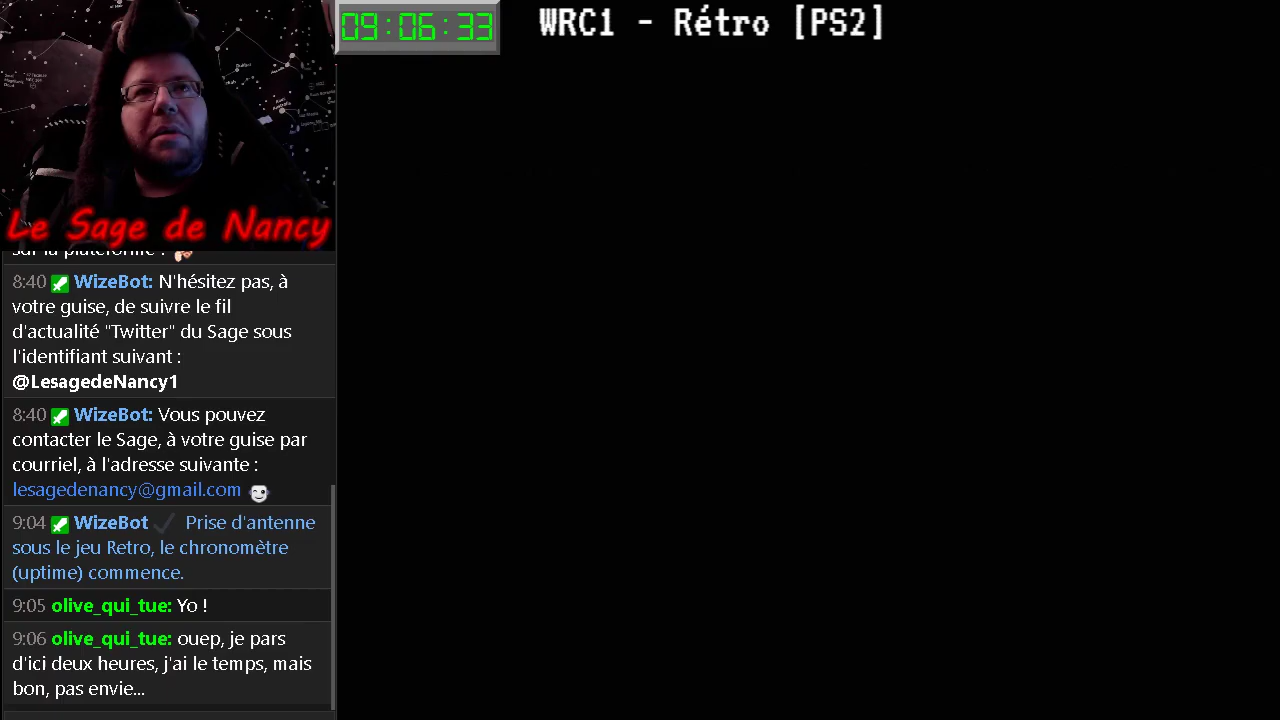 09:06:33
WRC1 - Rétro [PS2]
Le Sage de Nancy
8:40 WizeBot: N'hésitez pas, à
votre guise, de suivre le fil
d'actualité "Twitter" du Sage sous
l'identifiant suivant :
@LesagedeNancy1
8:40 WizeBot: Vous pouvez
contacter le Sage, à votre guise par
courriel, à l'adresse suivante :
lesagedenancy@gmail.com
9:04 WizeBot Prise d'antenne
sous le jeu Retro, le chronomètre
(uptime) commence.
9:05 olive_qui_tue: Yo !
9:06 olive_qui_tue: ouep, je pars
d'ici deux heures, j'ai le temps, mais
bon, pas envie...